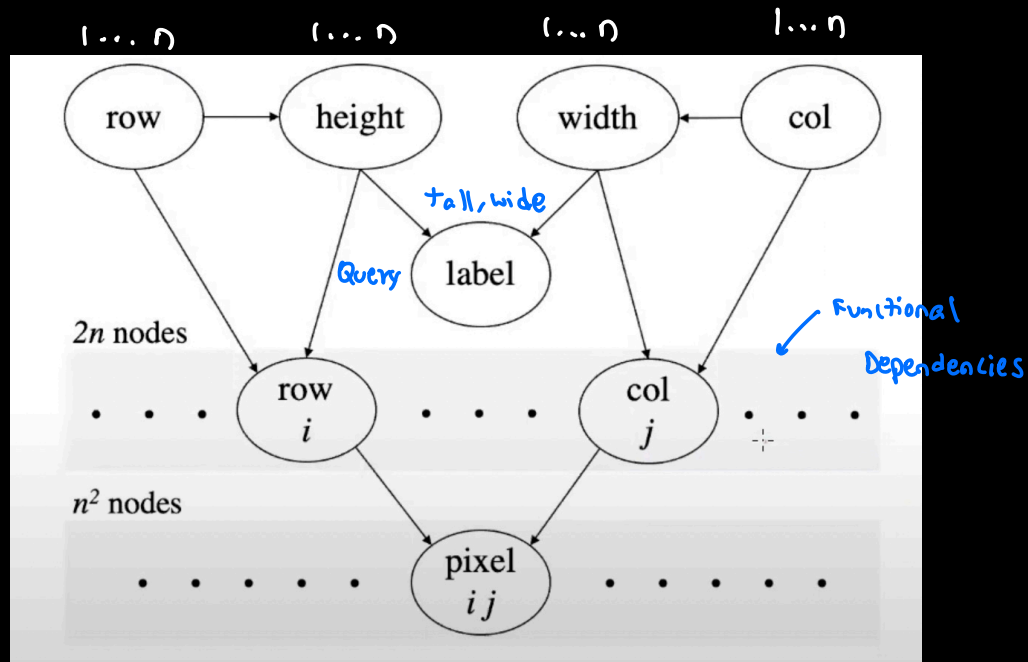 1...n
1...n
1...n
1...n
row
height
width
col
tall, wide
label
Query
Functional
Dependencies
2n nodes
row
i
col
j
n² nodes
pixel
i j